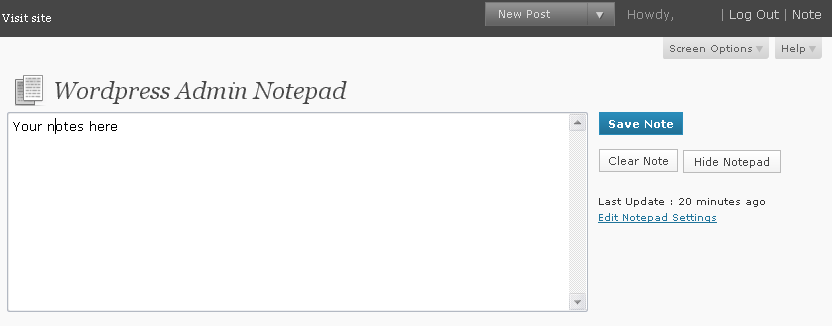 Visit site
New Post
Howdy, | Log Out | Note
Screen Options
Help
Wordpress Admin Notepad
Your notes here
Save Note
Clear Note
Hide Notepad
Last Update : 20 minutes ago
Edit Notepad Settings